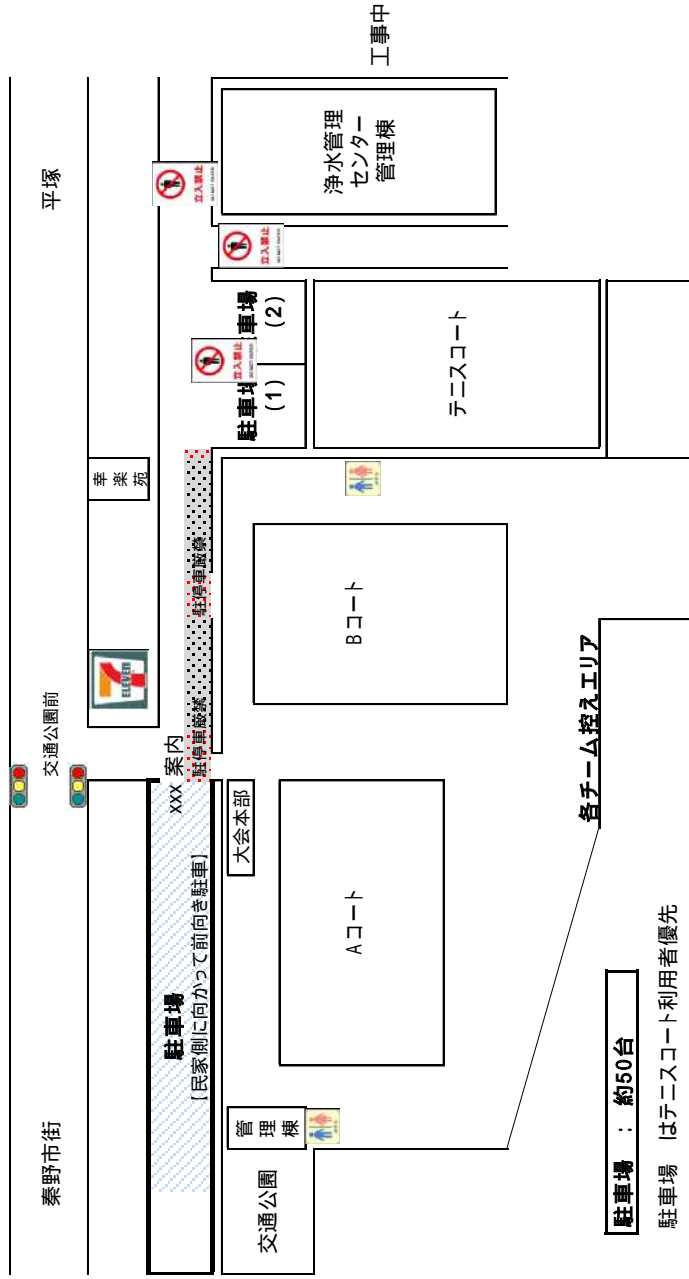 秦野市街
交通公園前
平塚
工事中
幸楽苑
ELEVEN
xxx 案内
駐車場
【民家側に向かって前向き駐車】
駐停車厳禁
駐停車厳禁
立入禁止
立入禁止
立入禁止
駐車場
(1)
車場
(2)
浄水管理
センター
管理棟
大会本部
管理棟
交通公園
Aコート
Bコート
テニスコート
各チーム控えエリア
駐車場 : 約50台
駐車場 はテニスコート利用者優先